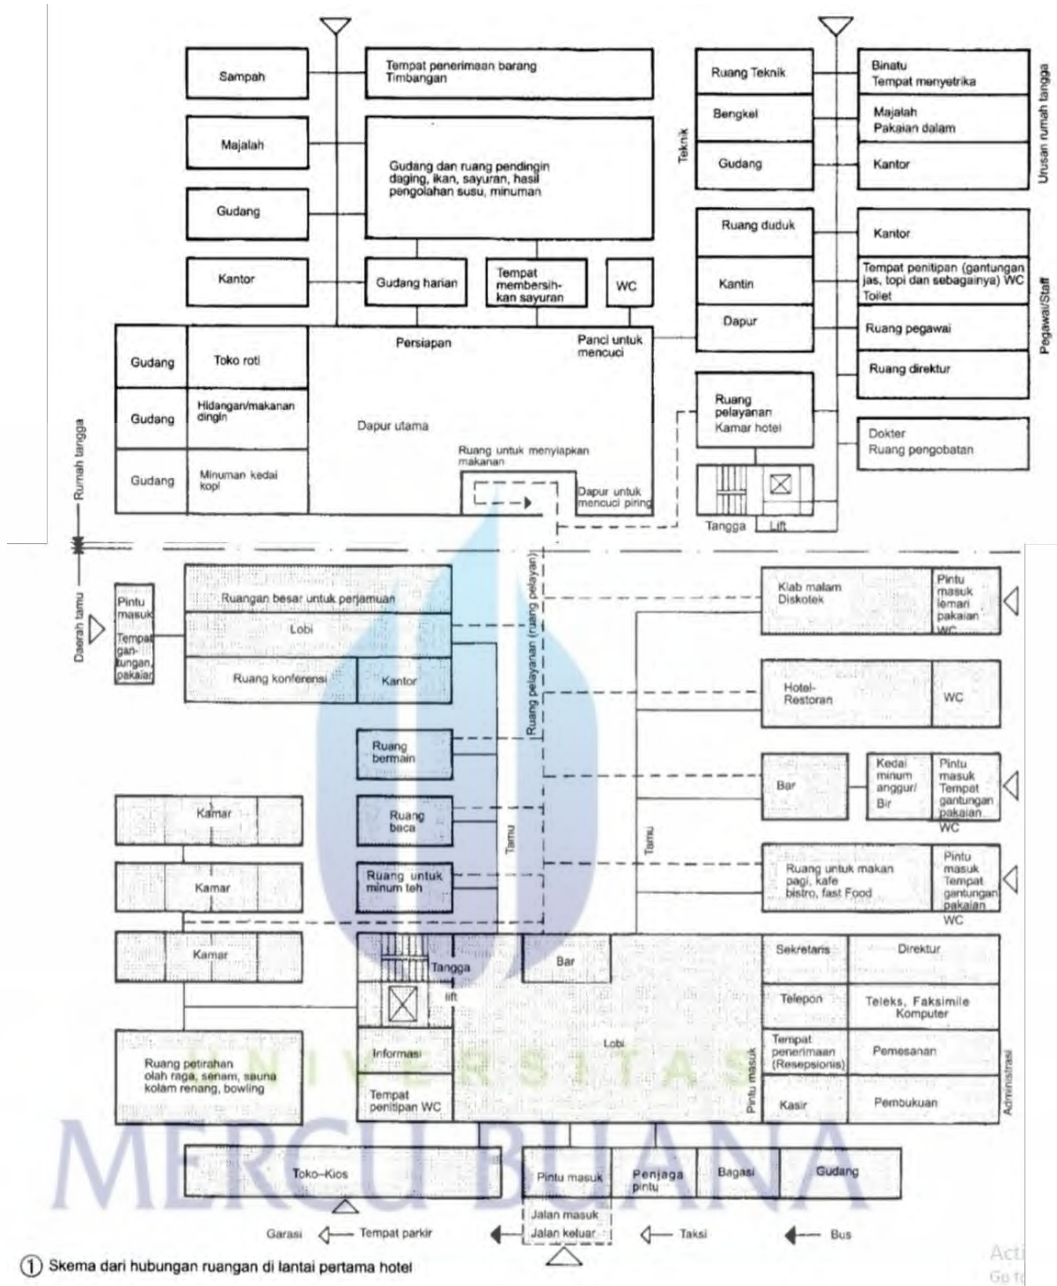 Sampah
Tempat penerimaan barang
Timbangan
Majalah
Gudang dan ruang pendingin
daging, ikan, sayuran, hasil
pengolahan susu, minuman
Gudang
Kantor
Gudang harian
Tempat
membersih-
kan sayuran
WC
Ruang Teknik
Bengkel
Gudang
Teknik
Binatu
Tempat menyetrika
Majalah
Pakaian dalam
Kantor
Urusan rumah tangga
Ruang duduk
Kantin
Dapur
Kantor
Tempat penitipan (gantungan
jas, topi dan sebagainya) WC
Toilet
Ruang pegawai
Ruang direktur
Pegawai/Staff
Gudang
Toko roti
Persiapan
Panci untuk
mencuci
Gudang
Hidangan/makanan
dingin
Dapur utama
Gudang
Minuman kedai
kopi
Ruang untuk menyiapkan
makanan
Dapur untuk
mencuci piring
Ruang
pelayanan
Kamar hotel
Dokter
Ruang pengobatan
Tangga
Lift
Rumah tangga
Daerah tamu
Pintu
masuk
Tempat
gan-
tungan,
pakaian
Ruangan besar untuk perjamuan
Lobi
Ruang konferensi
Kantor
Ruang pelayanan (ruang pelayan)
Klab malam
Diskotek
Pintu
masuk
lemari
pakaian
WC
Hotel-
Restoran
WC
Ruang
bermain
Bar
Kedai
minum
anggur/
Bir
Pintu
masuk
Tempat
gantungan
pakaian
WC
Kamar
Ruang
baca
Tamu
Tamu
Kamar
Ruang untuk
minum teh
Ruang untuk makan
pagi, kafe
bistro, fast Food
Pintu
masuk
Tempat
gantungan
pakaian
WC
Kamar
Tangga
lift
Bar
Sekretaris
Direktur
Telepon
Teleks, Faksimile
Komputer
Ruang petirahan
olah raga, senam, sauna
kolam renang, bowling
Informasi
Lobi
Tempat
penerimaan
(Resepsionis)
Pemesanan
Tempat
penitipan WC
Pintu masuk
Kasir
Pembukuan
Administrasi
UNIVERSITAS
MERCU BUANA
Toko–Kios
Pintu masuk
Penjaga
pintu
Bagasi
Gudang
Jalan masuk
Jalan keluar
Garasi
Tempat parkir
Taksi
Bus
1 Skema dari hubungan ruangan di lantai pertama hotel
Acti
Go to